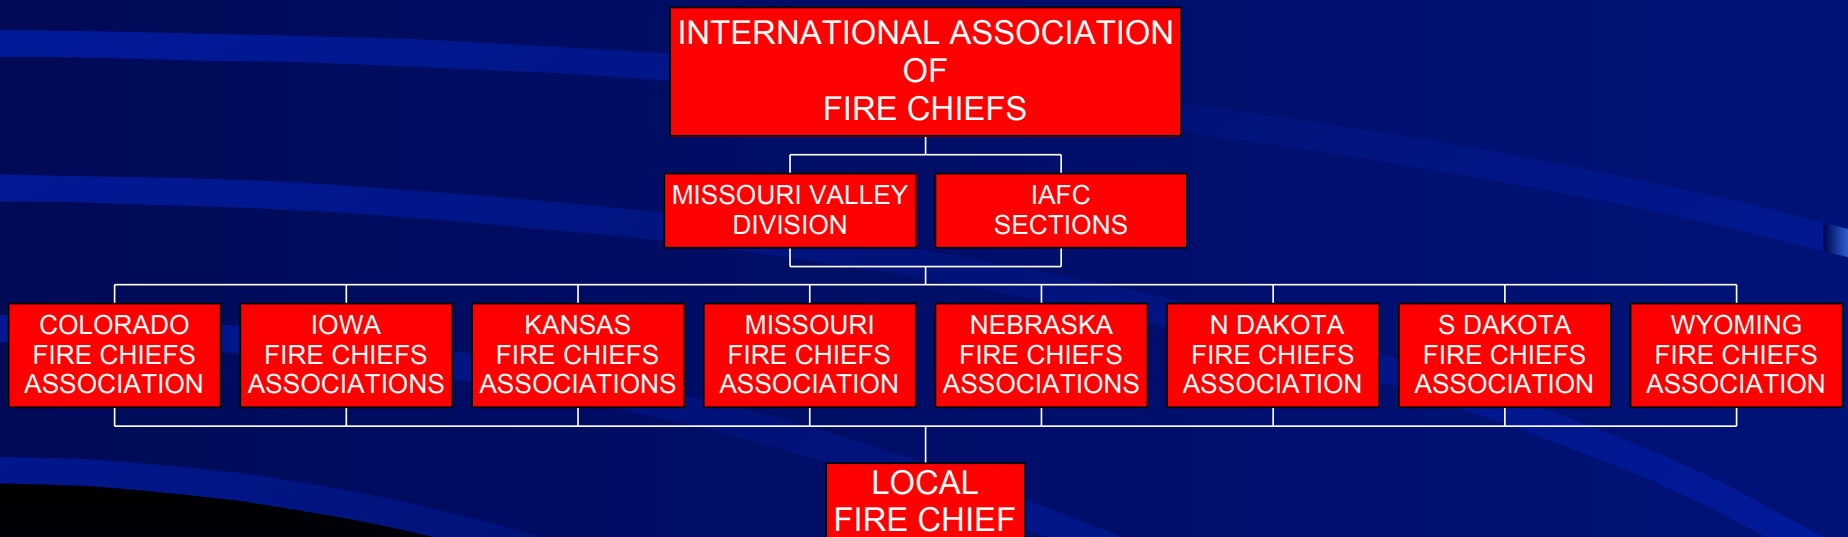 INTERNATIONAL ASSOCIATION
OF
FIRE CHIEFS
MISSOURI VALLEY
DIVISION
IAFC
SECTIONS
COLORADO
FIRE CHIEFS
ASSOCIATION
IOWA
FIRE CHIEFS
ASSOCIATIONS
KANSAS
FIRE CHIEFS
ASSOCIATIONS
MISSOURI
FIRE CHIEFS
ASSOCIATION
NEBRASKA
FIRE CHIEFS
ASSOCIATIONS
N DAKOTA
FIRE CHIEFS
ASSOCIATION
S DAKOTA
FIRE CHIEFS
ASSOCIATION
WYOMING
FIRE CHIEFS
ASSOCIATION
LOCAL
FIRE CHIEF